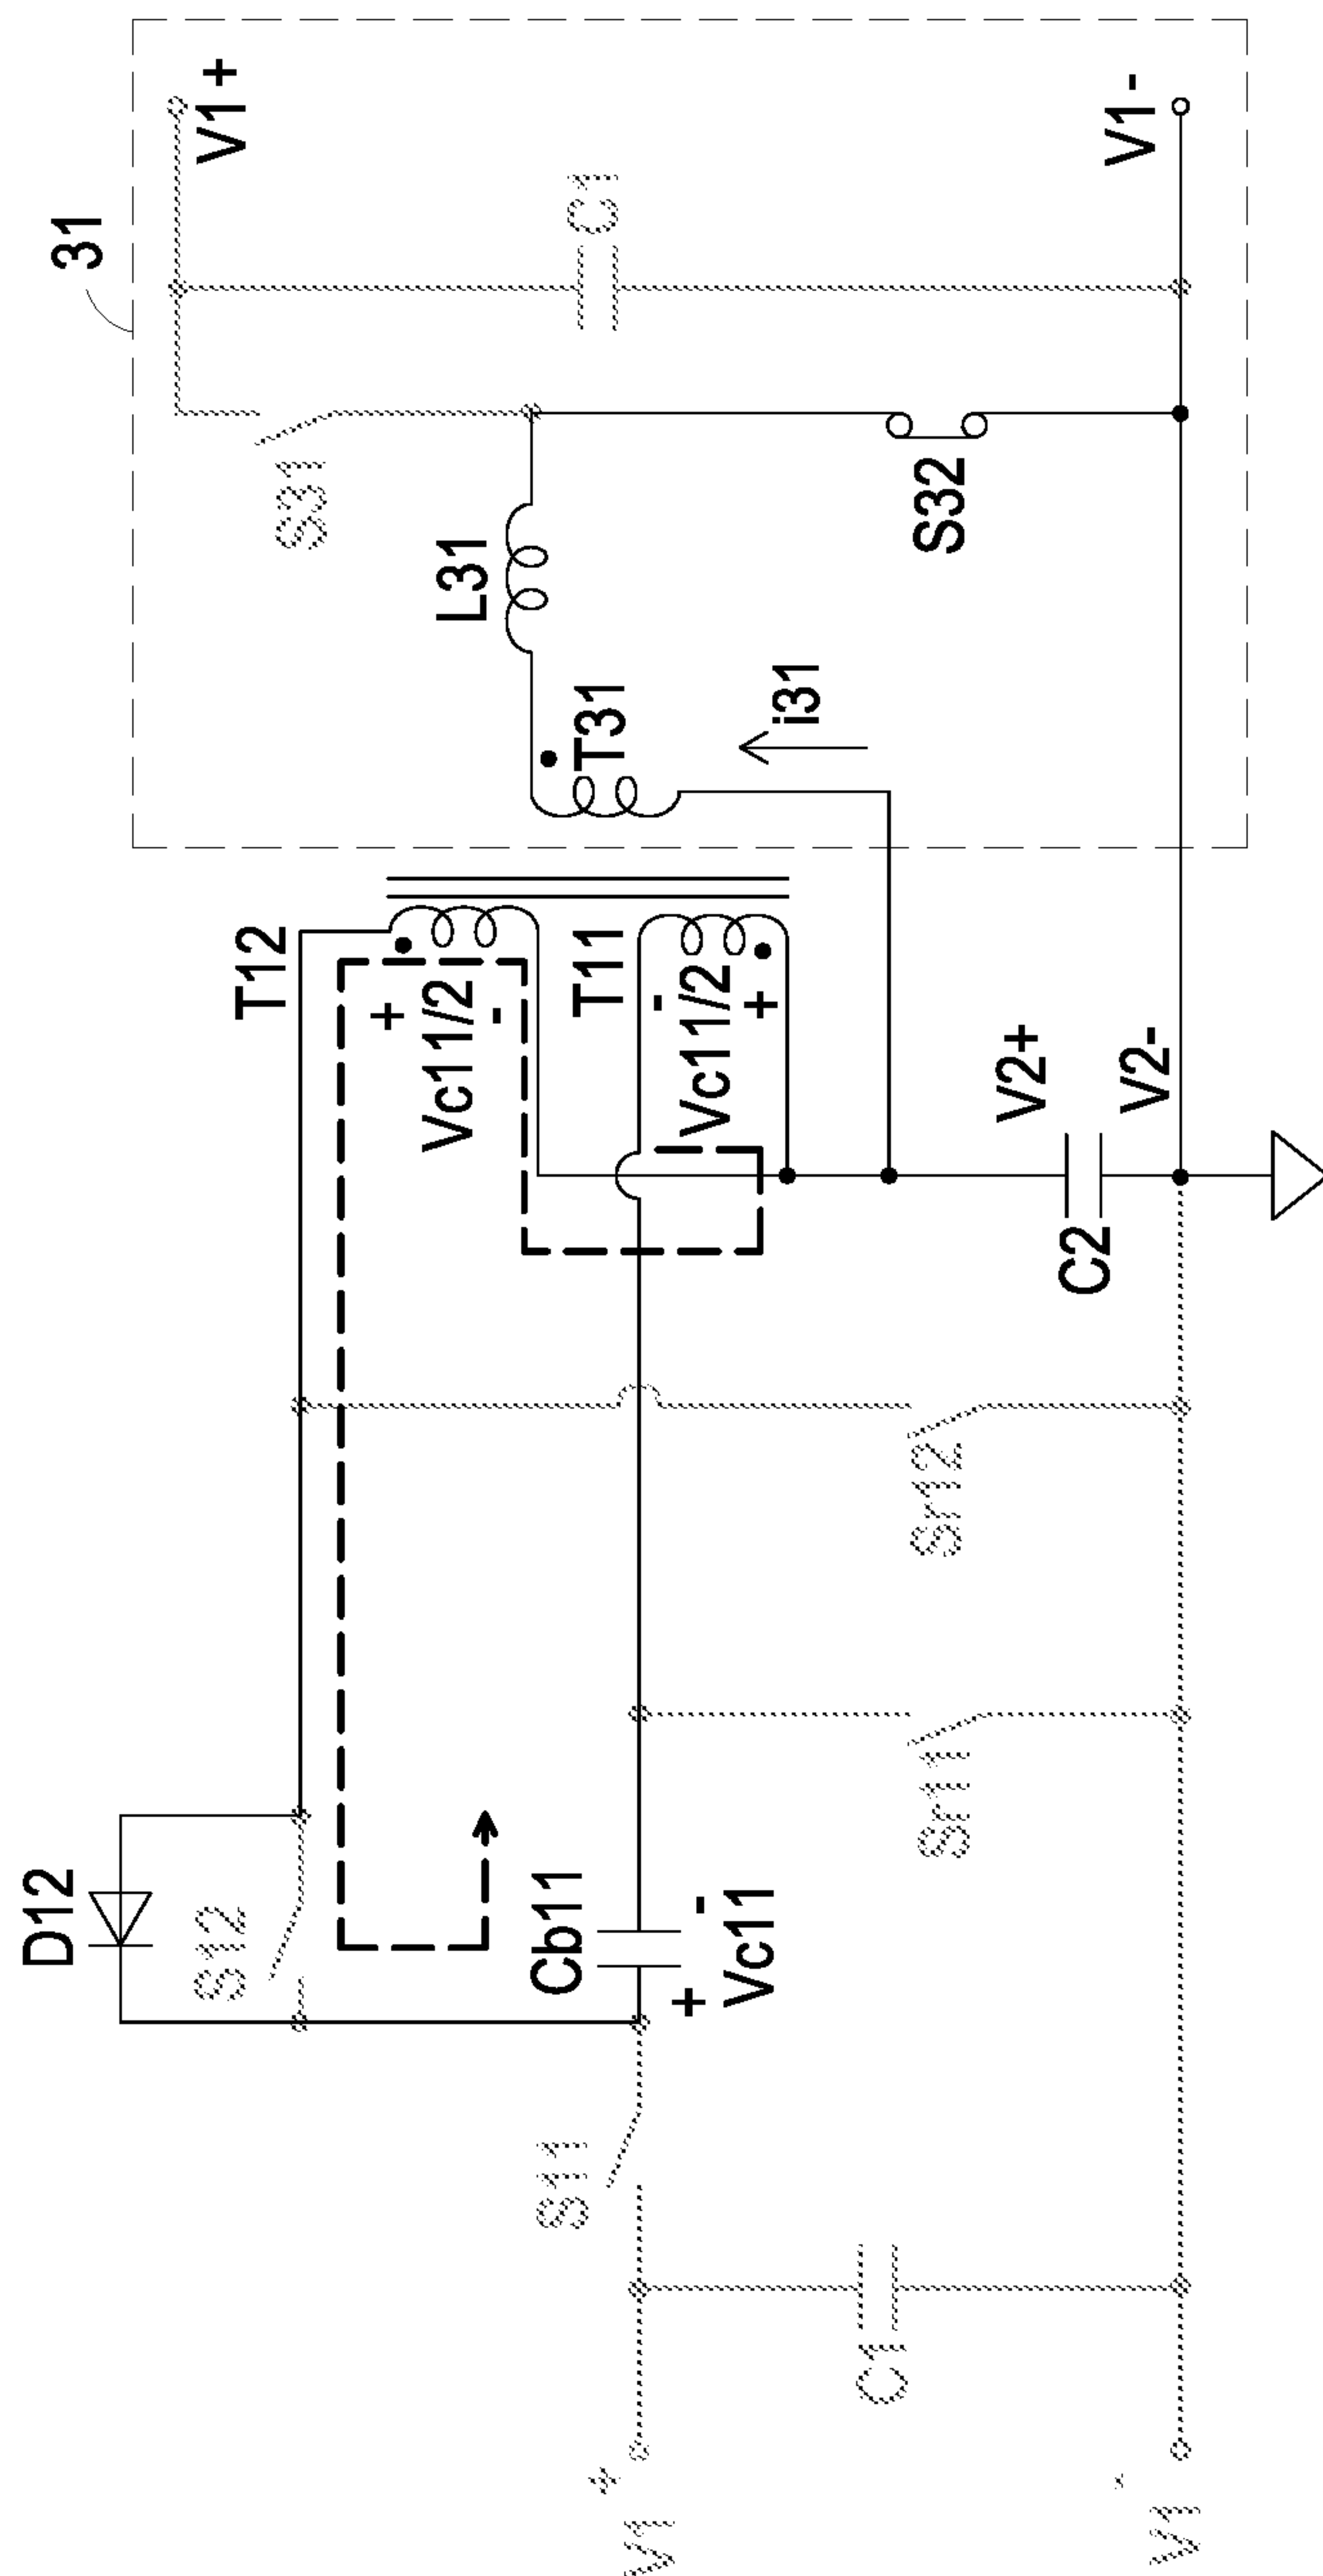 31
V1+
V1-
C1
S31
L31
S32
T31
i31
T12
T11
+
Vc11/2
-
-
Vc11/2
+
V2+
V2-
C2
Sr12
Sr11
D12
S12
Cb11
+
-
Vc11
S11
C1
V1
+
V1
-